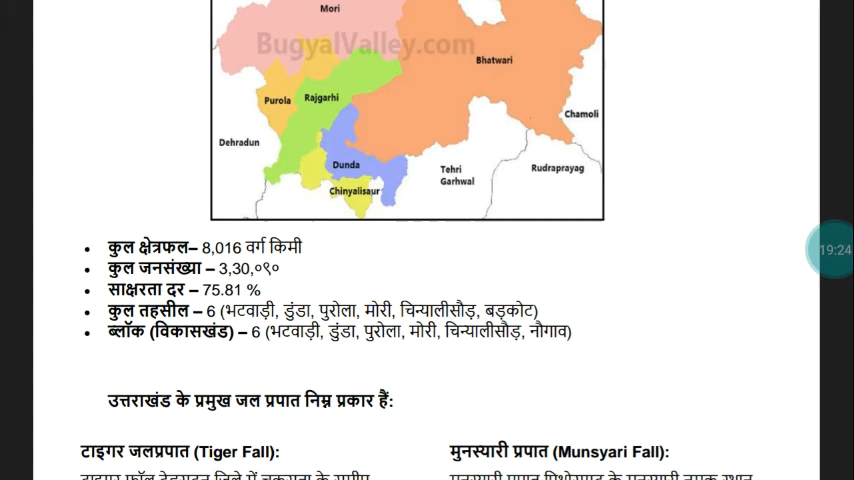 Mori
BugyalValley.com
Bhatwari
Purola
Rajgarhi
Chamoli
Dehradun
Dunda
Tehri
Garhwal
Rudraprayag
Chinyalisaur
• कुल क्षेत्रफल– 8,016 वर्ग किमी
• कुल जनसंख्या – 3,30,०९०
• साक्षरता दर – 75.81 %
• कुल तहसील – 6 (भटवाड़ी, डुंडा, पुरोला, मोरी, चिन्यालीसौड़, बड़कोट)
• ब्लॉक (विकासखंड) – 6 (भटवाड़ी, डुंडा, पुरोला, मोरी, चिन्यालीसौड़, नौगाव)
19:24
उत्तराखंड के प्रमुख जल प्रपात निम्न प्रकार हैं:
टाइगर जलप्रपात (Tiger Fall):
मुनस्यारी प्रपात (Munsyari Fall):